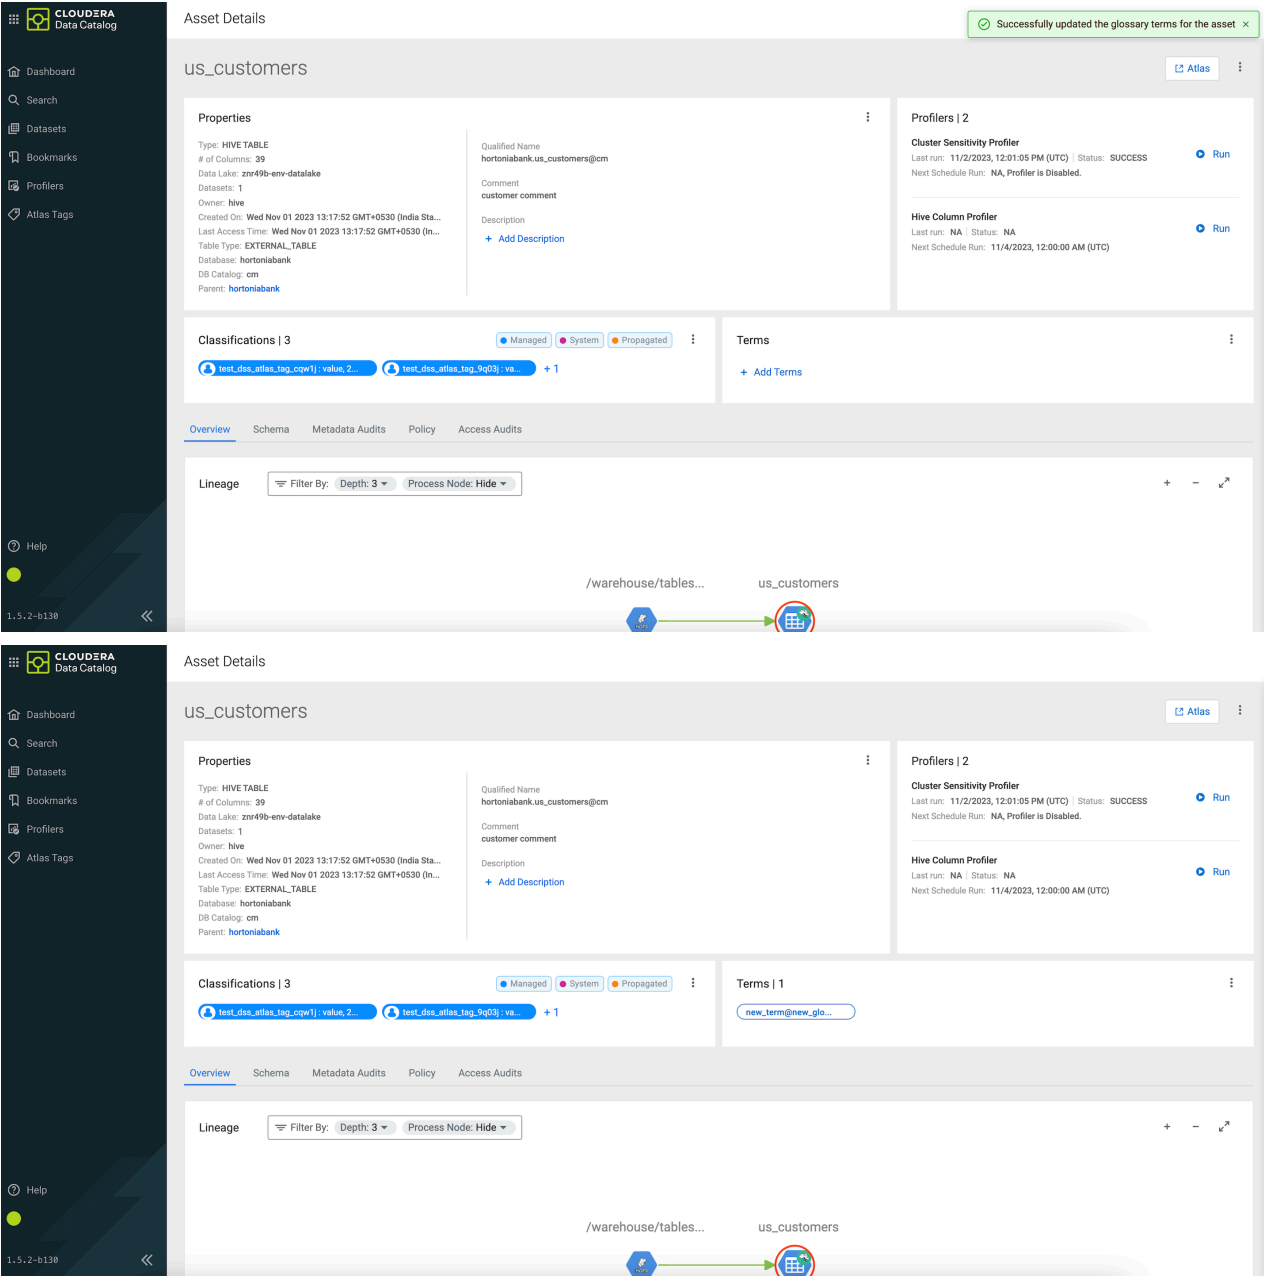 CLOUDERA
Data Catalog
Asset Details
Successfully updated the glossary terms for the asset ×
Dashboard
Search
Datasets
Bookmarks
Profilers
Atlas Tags
Help
1.5.2-b130
us_customers
Atlas
Properties
Type: HIVE TABLE
# of Columns: 39
Data Lake: znr49b-env-datalake
Datasets: 1
Owner: hive
Created On: Wed Nov 01 2023 13:17:52 GMT+0530 (India Sta...
Last Access Time: Wed Nov 01 2023 13:17:52 GMT+0530 (In...
Table Type: EXTERNAL_TABLE
Database: hortoniabank
DB Catalog: cm
Parent: hortoniabank
Qualified Name
hortoniabank.us_customers@cm
Comment
customer comment
Description
+ Add Description
Profilers | 2
Cluster Sensitivity Profiler
Last run: 11/2/2023, 12:01:05 PM (UTC) | Status: SUCCESS
Next Schedule Run: NA, Profiler is Disabled.
Run
Hive Column Profiler
Last run: NA | Status: NA
Next Schedule Run: 11/4/2023, 12:00:00 AM (UTC)
Run
Classifications | 3
Managed
System
Propagated
test_dss_atlas_tag_cqw1j : value, 2...
test_dss_atlas_tag_9q03j : va...
+ 1
Terms
+ Add Terms
Overview
Schema
Metadata Audits
Policy
Access Audits
Lineage
Filter By: Depth: 3 Process Node: Hide
+ −
/warehouse/tables...
us_customers
HDFS
CLOUDERA
Data Catalog
Asset Details
Dashboard
Search
Datasets
Bookmarks
Profilers
Atlas Tags
Help
1.5.2-b130
us_customers
Atlas
Properties
Type: HIVE TABLE
# of Columns: 39
Data Lake: znr49b-env-datalake
Datasets: 1
Owner: hive
Created On: Wed Nov 01 2023 13:17:52 GMT+0530 (India Sta...
Last Access Time: Wed Nov 01 2023 13:17:52 GMT+0530 (In...
Table Type: EXTERNAL_TABLE
Database: hortoniabank
DB Catalog: cm
Parent: hortoniabank
Qualified Name
hortoniabank.us_customers@cm
Comment
customer comment
Description
+ Add Description
Profilers | 2
Cluster Sensitivity Profiler
Last run: 11/2/2023, 12:01:05 PM (UTC) | Status: SUCCESS
Next Schedule Run: NA, Profiler is Disabled.
Run
Hive Column Profiler
Last run: NA | Status: NA
Next Schedule Run: 11/4/2023, 12:00:00 AM (UTC)
Run
Classifications | 3
Managed
System
Propagated
test_dss_atlas_tag_cqw1j : value, 2...
test_dss_atlas_tag_9q03j : va...
+ 1
Terms | 1
new_term@new_glo...
Overview
Schema
Metadata Audits
Policy
Access Audits
Lineage
Filter By: Depth: 3 Process Node: Hide
+ −
/warehouse/tables...
us_customers
HDFS